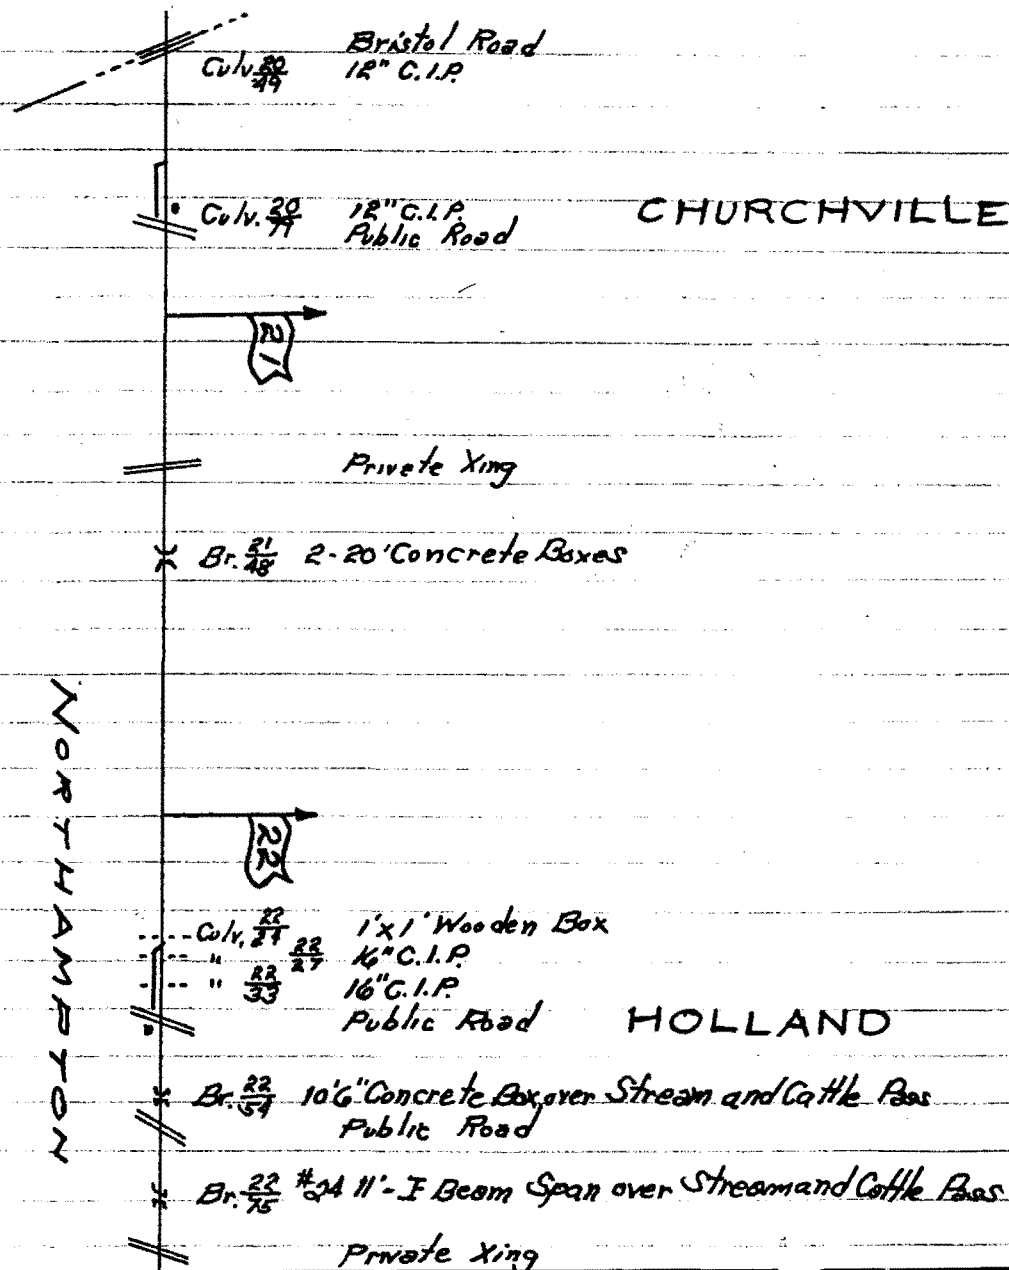 Bristol Road
Culv. 20/49 12" C.I.P.
Culv. 20/71 12" C.I.P. CHURCHVILLE
Public Road
21
Private Xing
Br. 21/48 2-20' Concrete Boxes
NORTHAMPTON
22
Culv. 22/21 1'x1' Wooden Box
" 22/27 16" C.I.P.
" 22/33 16" C.I.P.
Public Road HOLLAND
Br. 22/54 10'6" Concrete Box over Stream and Cattle Pass
Public Road
Br. 22/75 #24 11'-I Beam Span over Stream and Cattle Pass
Private Xing